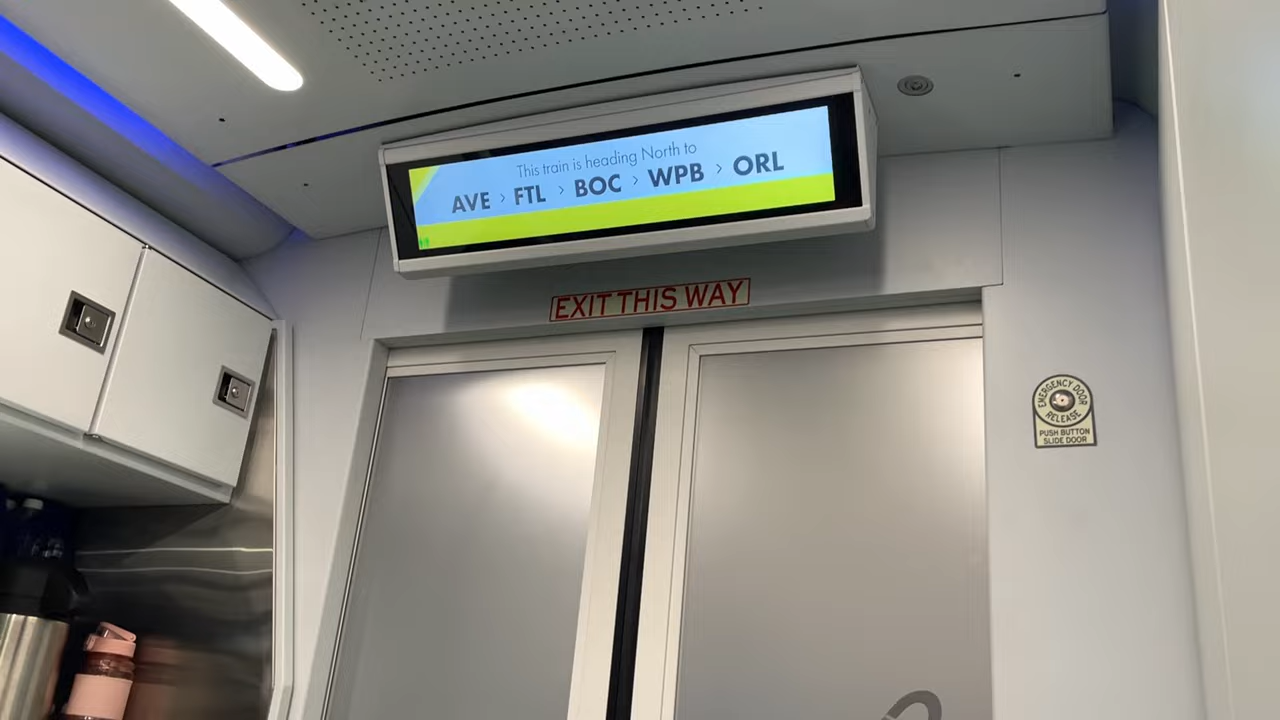 This train is heading North to
AVE > FTL > BOC > WPB > ORL
EXIT THIS WAY
EMERGENCY DOOR
RELEASE
PUSH BUTTON
SLIDE DOOR